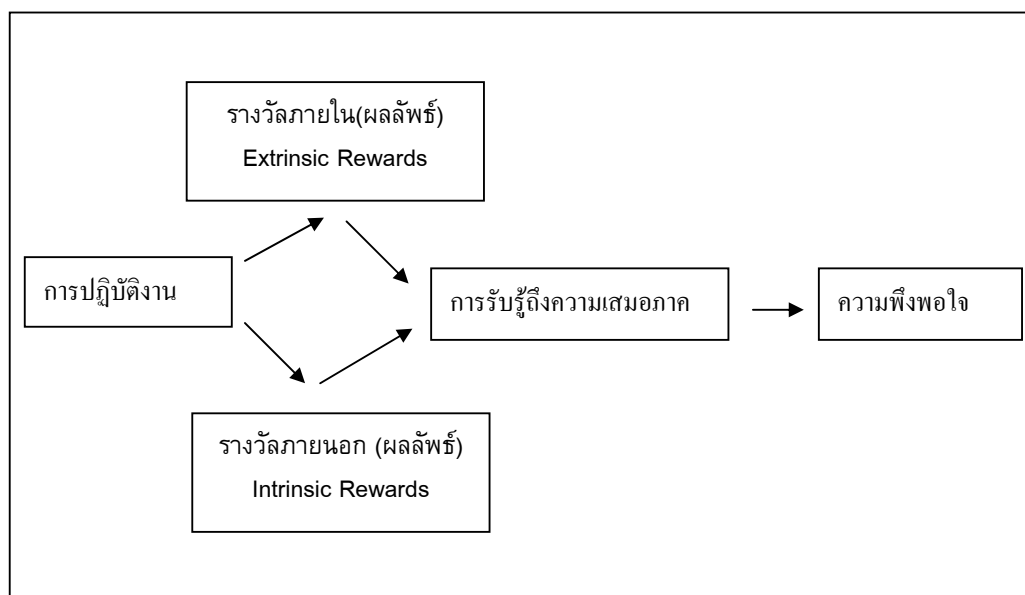 รางวัลภายใน(ผลลัพธ์)
Extrinsic Rewards
การปฏิบัติงาน
การรับรู้ถึงความเสมอภาค
ความพึงพอใจ
รางวัลภายนอก (ผลลัพธ์)
Intrinsic Rewards